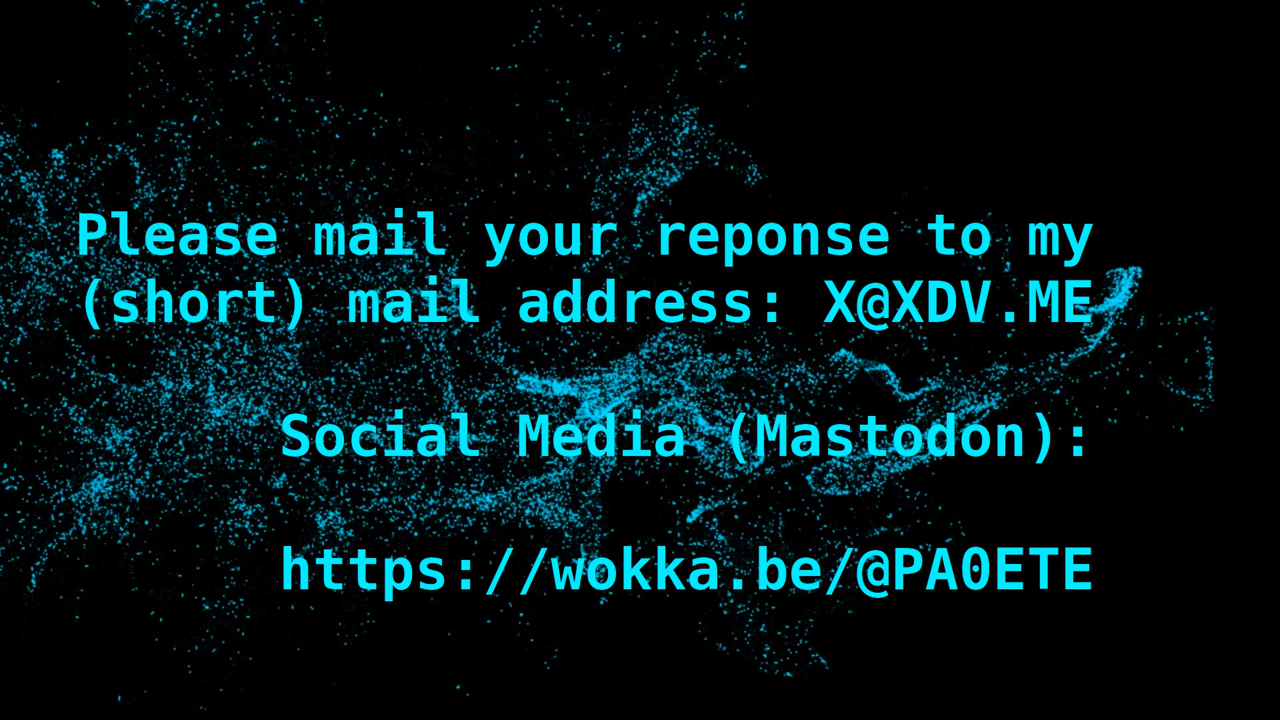 Please mail your reponse to my
(short) mail address: X@XDV.ME
Social Media (Mastodon):
https://wokka.be/@PA0ETE